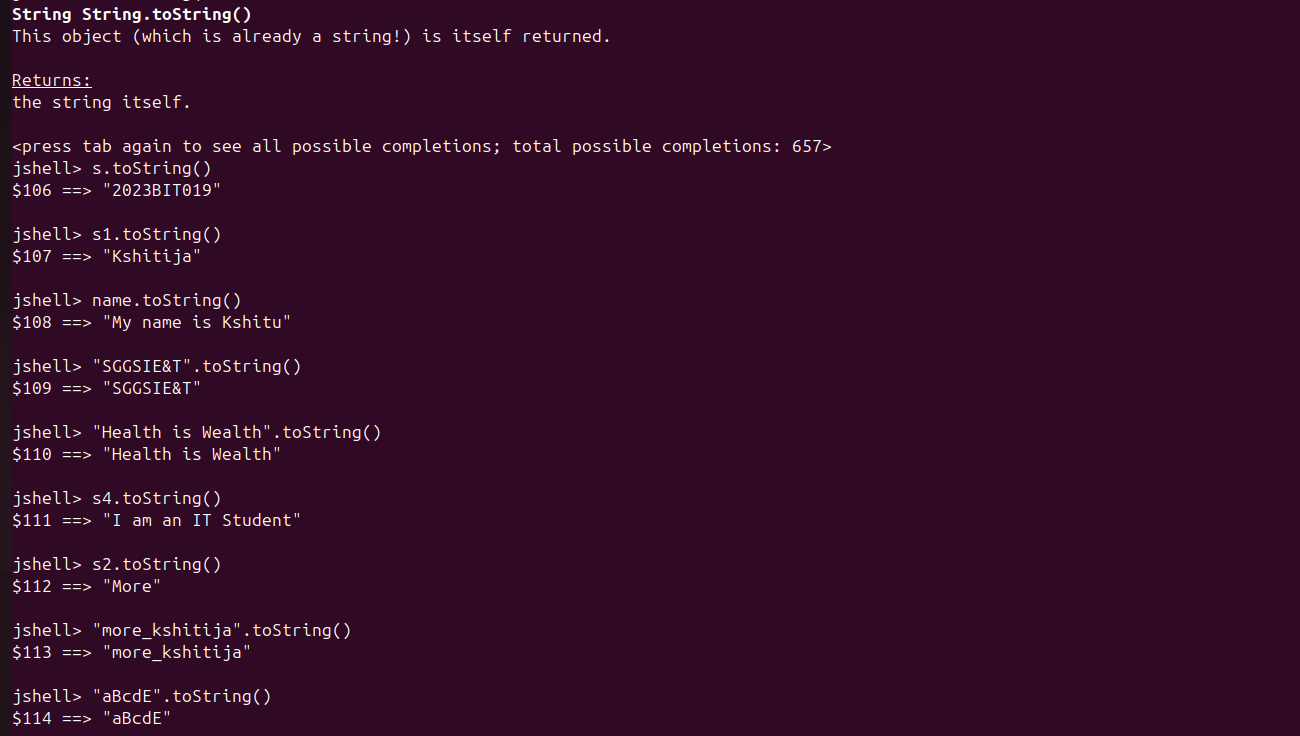 String String.toString()
This object (which is already a string!) is itself returned.
Returns:
the string itself.
<press tab again to see all possible completions; total possible completions: 657>
jshell> s.toString()
$106 ==> "2023BIT019"
jshell> s1.toString()
$107 ==> "Kshitija"
jshell> name.toString()
$108 ==> "My name is Kshitu"
jshell> "SGGSIE&T".toString()
$109 ==> "SGGSIE&T"
jshell> "Health is Wealth".toString()
$110 ==> "Health is Wealth"
jshell> s4.toString()
$111 ==> "I am an IT Student"
jshell> s2.toString()
$112 ==> "More"
jshell> "more_kshitija".toString()
$113 ==> "more_kshitija"
jshell> "aBcdE".toString()
$114 ==> "aBcdE"